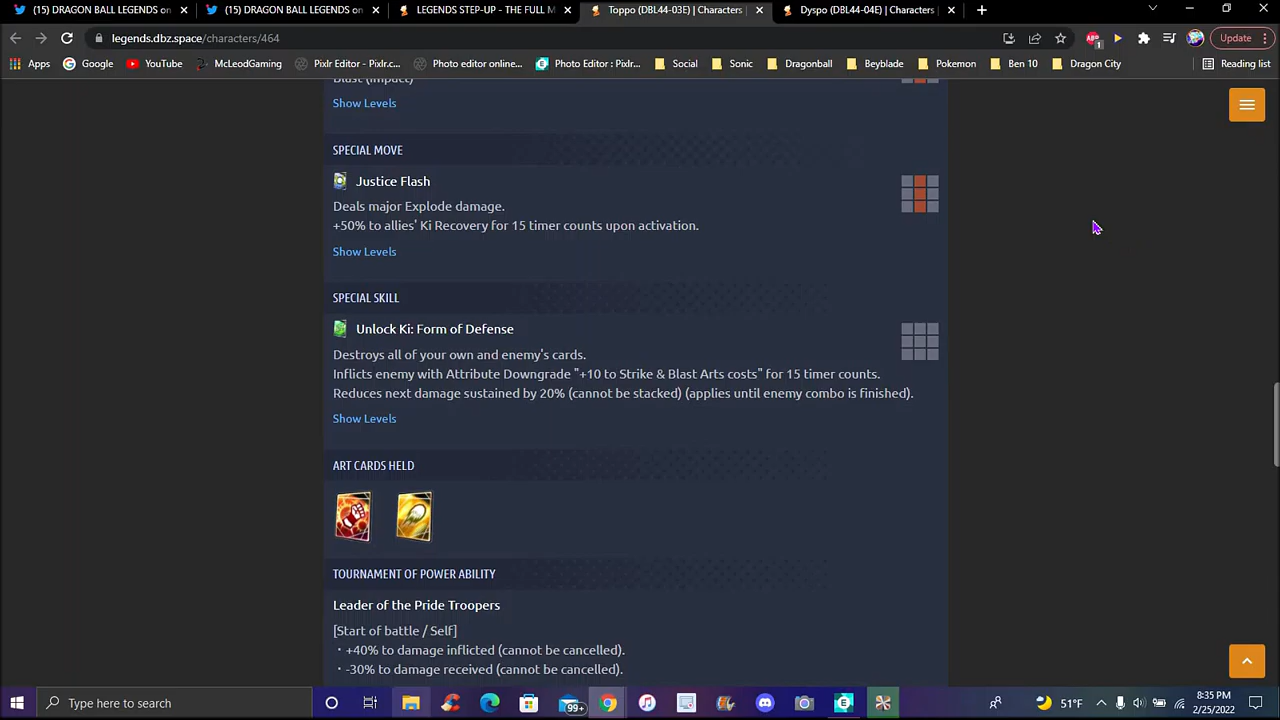 (15) DRAGON BALL LEGENDS on
(15) DRAGON BALL LEGENDS on
LEGENDS STEP-UP - THE FULL M
Toppo (DBL44-03E) | Characters
Dyspo (DBL44-04E) | Characters
legends.dbz.space/characters/464
ABP
1
Update
Apps
Google
YouTube
McLeodGaming
Pixlr Editor - Pixlr.c...
Photo editor online...
Photo Editor : Pixlr...
Social
Sonic
Dragonball
Beyblade
Pokemon
Ben 10
Dragon City
Reading list
Blast (Impact)
Show Levels
SPECIAL MOVE
Justice Flash
Deals major Explode damage.
+50% to allies' Ki Recovery for 15 timer counts upon activation.
Show Levels
SPECIAL SKILL
Unlock Ki: Form of Defense
Destroys all of your own and enemy's cards.
Inflicts enemy with Attribute Downgrade "+10 to Strike & Blast Arts costs" for 15 timer counts.
Reduces next damage sustained by 20% (cannot be stacked) (applies until enemy combo is finished).
Show Levels
ART CARDS HELD
TOURNAMENT OF POWER ABILITY
Leader of the Pride Troopers
[Start of battle / Self]
・+40% to damage inflicted (cannot be cancelled).
・-30% to damage received (cannot be cancelled).
Type here to search
99+
51°F
8:35 PM
2/25/2022